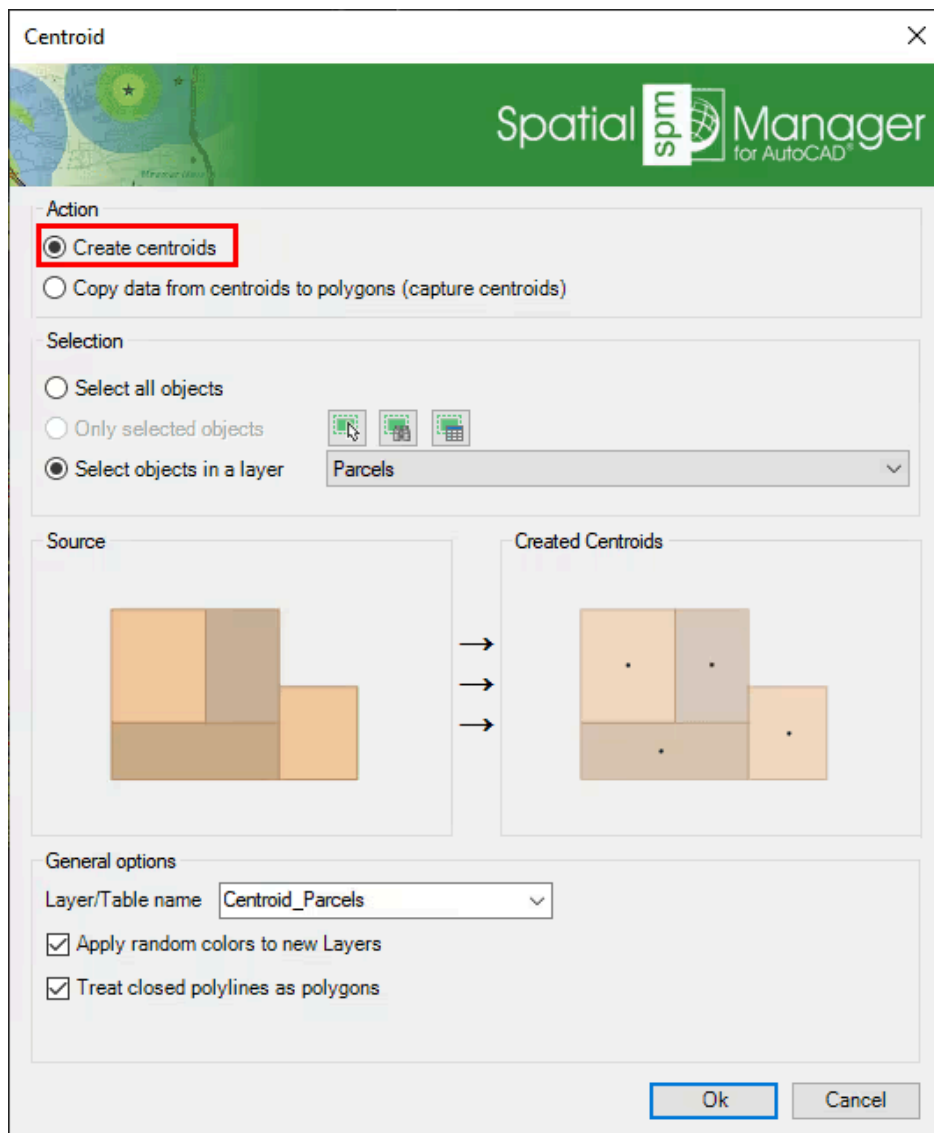 Centroid
Spatial spm Manager
for AutoCAD®
Action
Create centroids
Copy data from centroids to polygons (capture centroids)
Selection
Select all objects
Only selected objects
Select objects in a layer Parcels
Source Created Centroids
General options
Layer/Table name Centroid_Parcels
Apply random colors to new Layers
Treat closed polylines as polygons
Ok Cancel